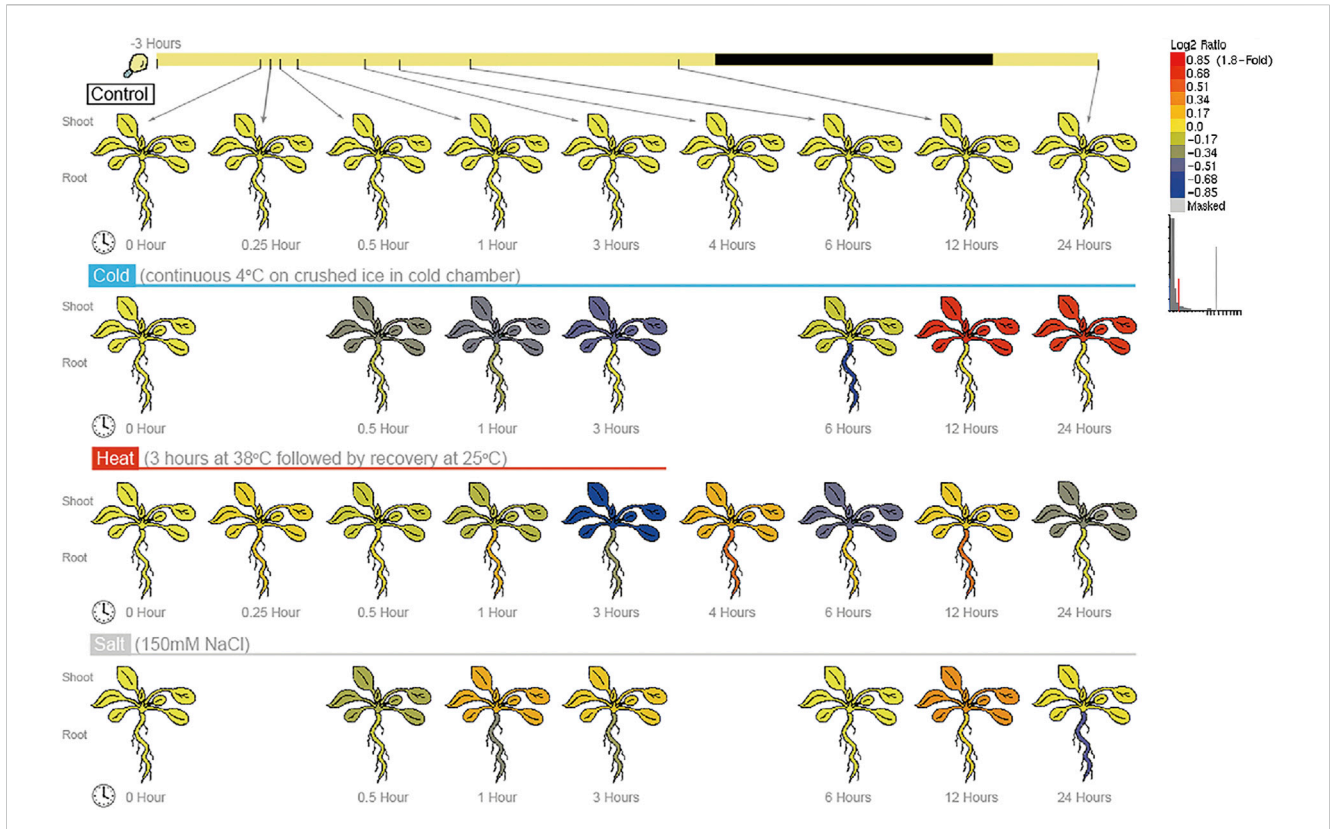 -3 Hours
Control
Shoot
Root
0 Hour 0.25 Hour 0.5 Hour 1 Hour 3 Hours 4 Hours 6 Hours 12 Hours 24 Hours
Cold (continuous 4°C on crushed ice in cold chamber)
Shoot
Root
0 Hour 0.5 Hour 1 Hour 3 Hours 6 Hours 12 Hours 24 Hours
Heat (3 hours at 38°C followed by recovery at 25°C)
Shoot
Root
0 Hour 0.25 Hour 0.5 Hour 1 Hour 3 Hours 4 Hours 6 Hours 12 Hours 24 Hours
Salt (150mM NaCl)
Shoot
Root
0 Hour 0.5 Hour 1 Hour 3 Hours 6 Hours 12 Hours 24 Hours
Log2 Ratio
0.85 (1.8-Fold)
0.68
0.51
0.34
0.17
0.0
-0.17
-0.34
-0.51
-0.68
-0.85
Masked